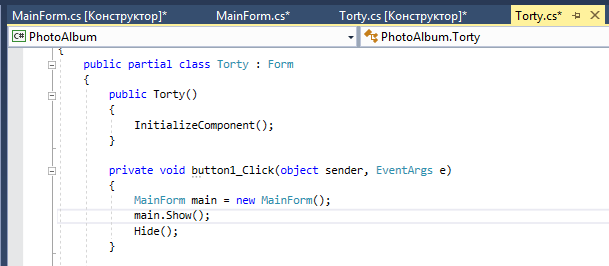 MainForm.cs [Конструктор]* MainForm.cs* Torty.cs [Конструктор]* Torty.cs*
C# PhotoAlbum PhotoAlbum.Torty
{
public partial class Torty : Form
{
public Torty()
{
InitializeComponent();
}
private void button1_Click(object sender, EventArgs e)
{
MainForm main = new MainForm();
main.Show();
Hide();
}